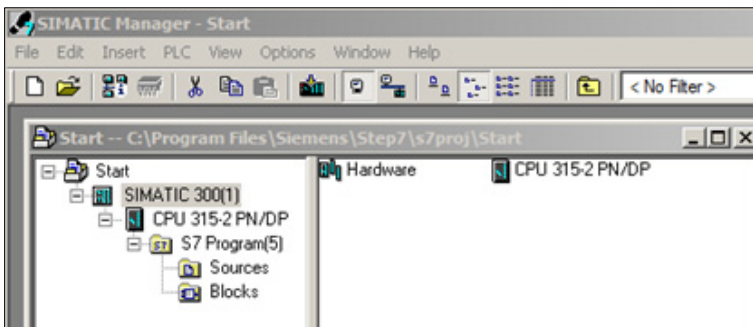 SIMATIC Manager - Start
File Edit Insert PLC View Options Window Help
< No Filter >
Start -- C:\Program Files\Siemens\Step7\s7proj\Start
Start
SIMATIC 300(1)
CPU 315-2 PN/DP
S7 Program(5)
Sources
Blocks
Hardware
CPU 315-2 PN/DP